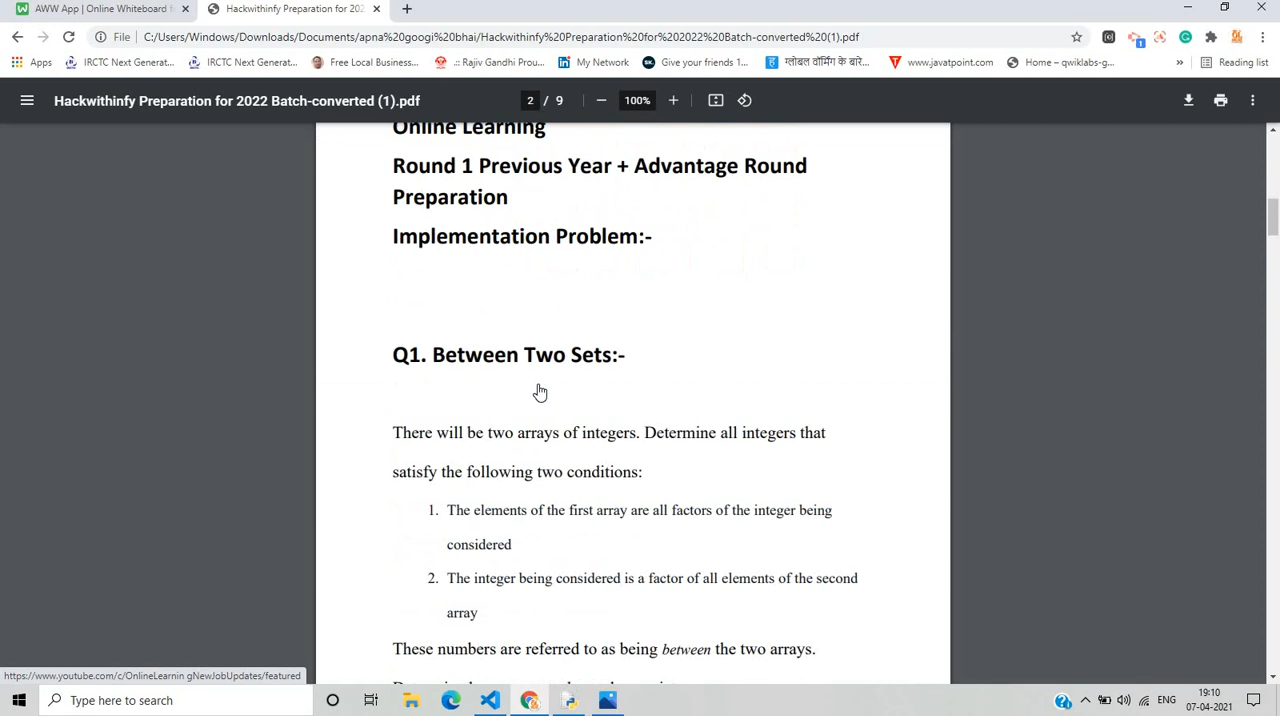 AWW App | Online Whiteboard f
Hackwithinfy Preparation for 202
File C:/Users/Windows/Downloads/Documents/apna%20googi%20bhai/Hackwithinfy%20Preparation%20for%202022%20Batch-converted%20(1).pdf
Apps IRCTC Next Generat... IRCTC Next Generat... Free Local Business... .:: Rajiv Gandhi Prou... My Network Give your friends 1... ग्लोबल वॉर्मिंग के बारे... www.javatpoint.com Home – qwiklabs-g... » Reading list
Hackwithinfy Preparation for 2022 Batch-converted (1).pdf 2 / 9 100%
Online Learning
Round 1 Previous Year + Advantage Round
Preparation
Implementation Problem:-
Q1. Between Two Sets:-
There will be two arrays of integers. Determine all integers that
satisfy the following two conditions:
1. The elements of the first array are all factors of the integer being
considered
2. The integer being considered is a factor of all elements of the second
array
These numbers are referred to as being between the two arrays.
https://www.youtube.com/c/OnlineLearnin gNewJobUpdates/featured
Type here to search
ENG
19:10
07-04-2021